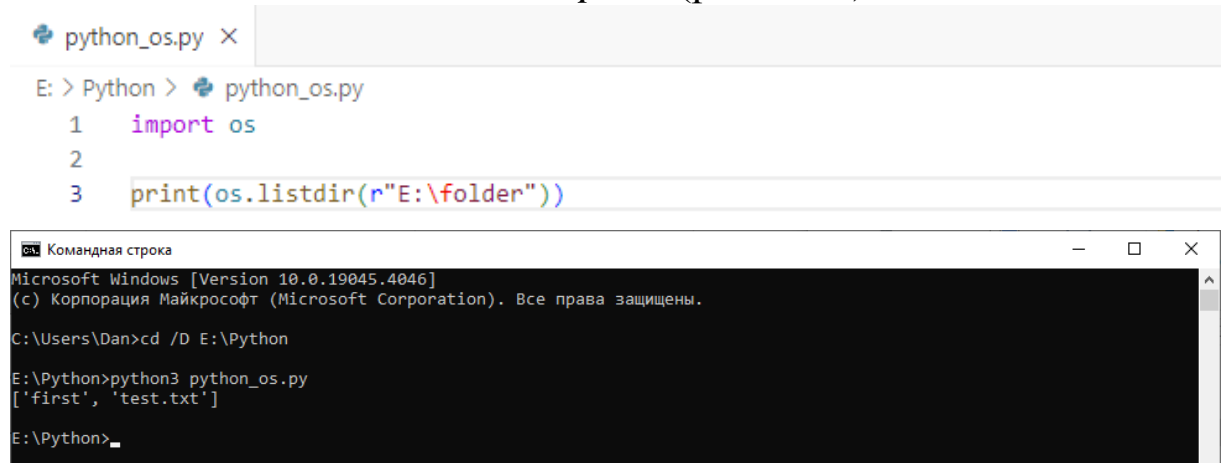 python_os.py ×
E: > Python > python_os.py
1 import os
2
3 print(os.listdir(r"E:\folder"))
Командная строка
Microsoft Windows [Version 10.0.19045.4046]
(c) Корпорация Майкрософт (Microsoft Corporation). Все права защищены.
C:\Users\Dan>cd /D E:\Python
E:\Python>python3 python_os.py
['first', 'test.txt']
E:\Python>